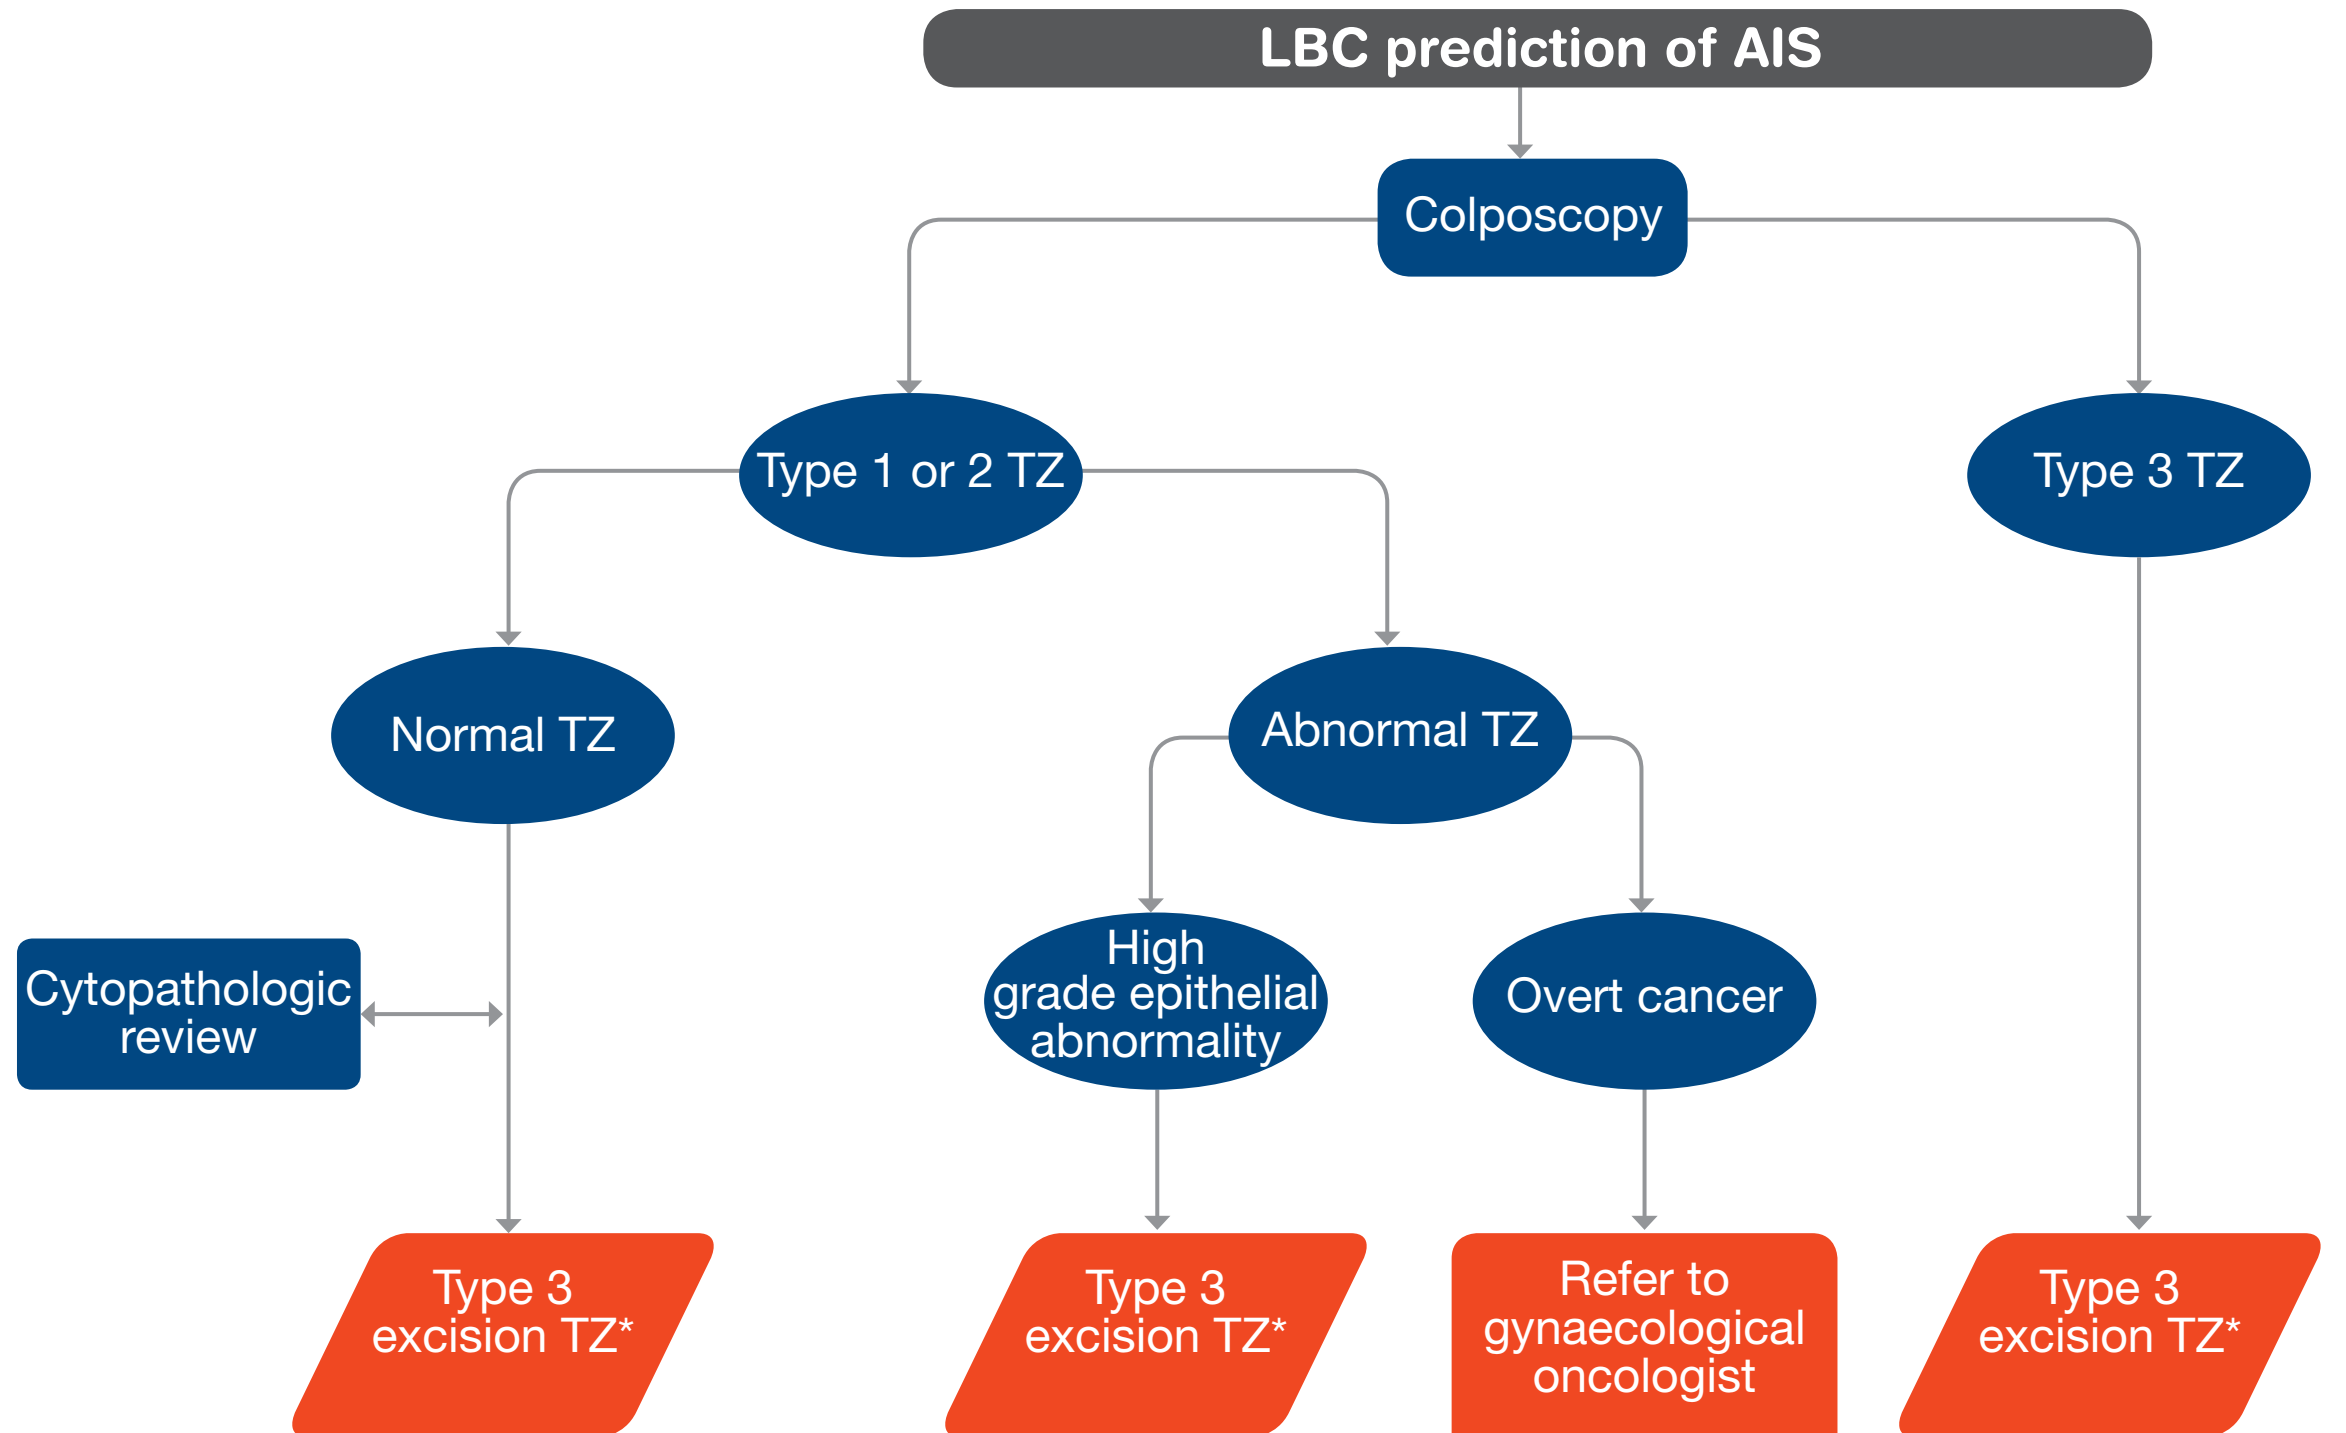 LBC prediction of AIS
Colposcopy
Type 1 or 2 TZ
Type 3 TZ
Normal TZ
Abnormal TZ
Cytopathologic
review
High
grade epithelial
abnormality
Overt cancer
Type 3
excision TZ*
Type 3
excision TZ*
Refer to
gynaecological
oncologist
Type 3
excision TZ*